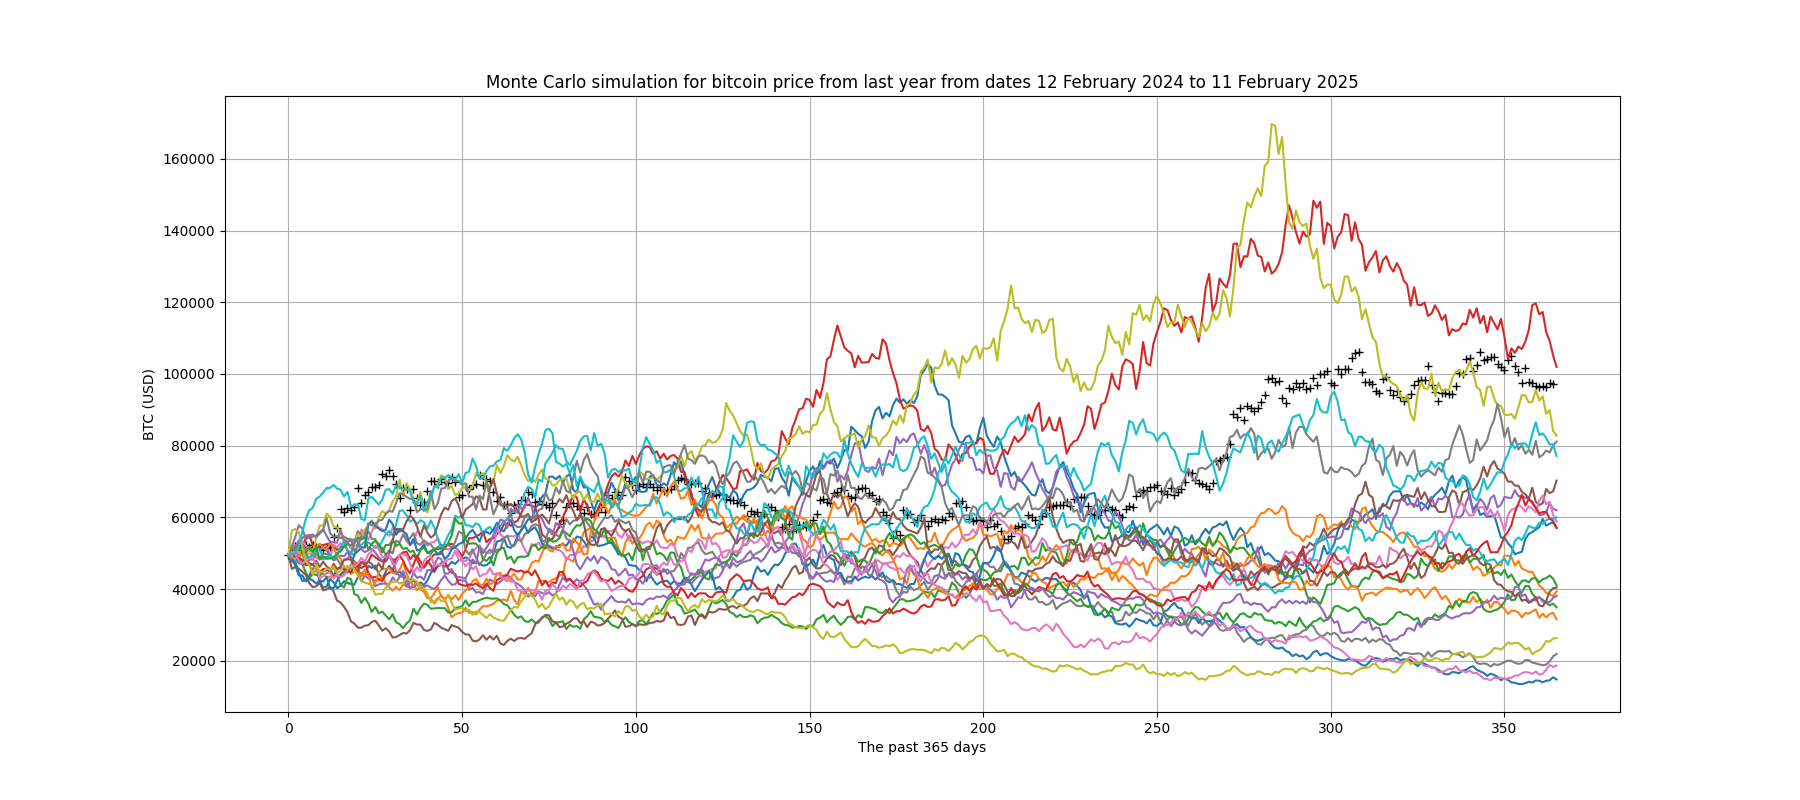 Monte Carlo simulation for bitcoin price from last year from dates 12 February 2024 to 11 February 2025
160000
140000
120000
100000
80000
60000
40000
20000
BTC (USD)
0 50 100 150 200 250 300 350
The past 365 days